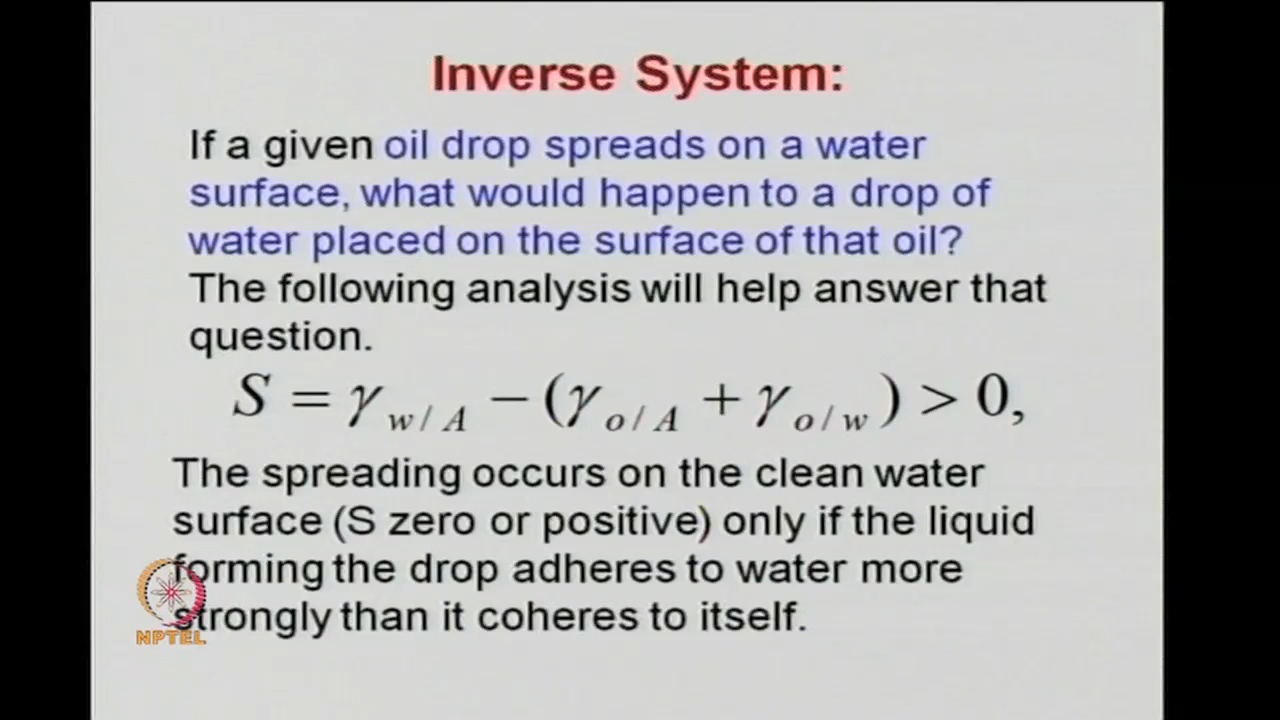 Inverse System:
If a given oil drop spreads on a water
surface, what would happen to a drop of
water placed on the surface of that oil?
The following analysis will help answer that
question.
S = γ w/A − (γ o/A + γ o/w) > 0,
The spreading occurs on the clean water
surface (S zero or positive) only if the liquid
forming the drop adheres to water more
strongly than it coheres to itself.
NPTEL